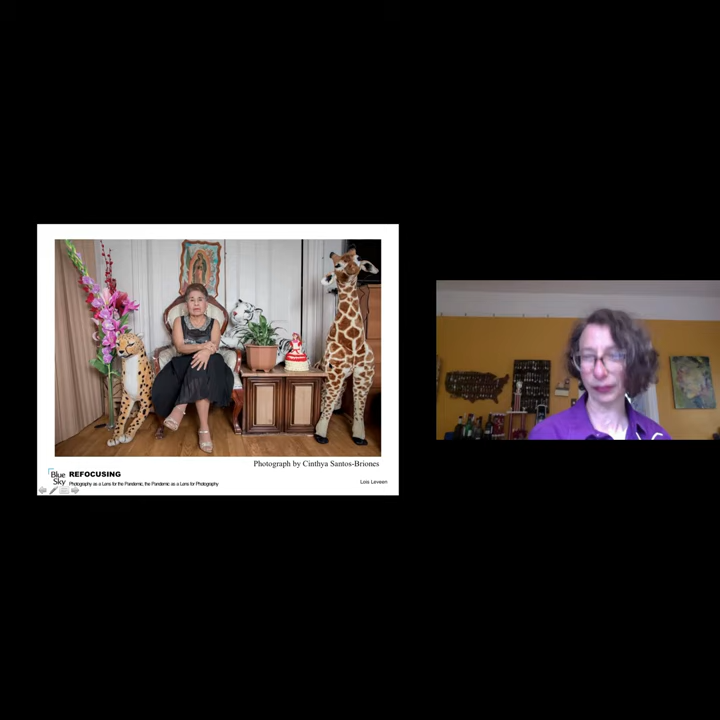 Photograph by Cinthya Santos-Briones
Blue
Sky
REFOCUSING
Photography as a Lens for the Pandemic, the Pandemic as a Lens for Photography
Lois Leveen